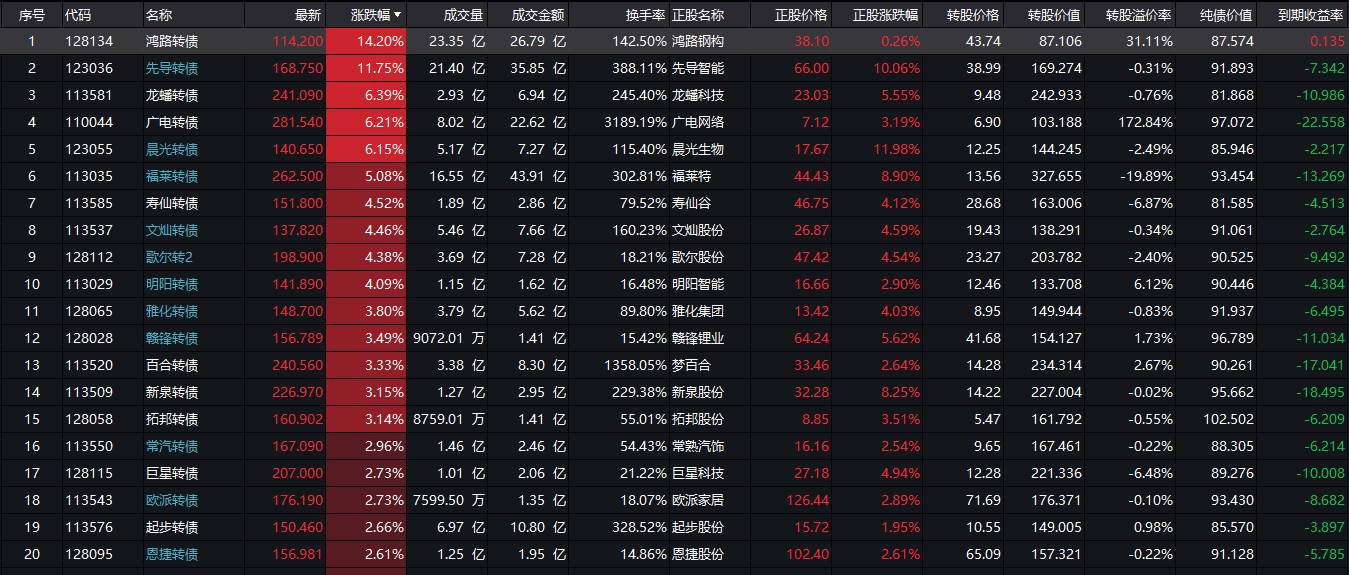 序号 代码 名称 最新 涨跌幅 成交量 成交金额 换手率 正股名称 正股价格 正股涨跌幅 转股价格 转股价值 转股溢价率 纯债价值 到期收益率
1 128134 鸿路转债 114.200 14.20% 23.35 亿 26.79 亿 142.50% 鸿路钢构 38.10 0.26% 43.74 87.106 31.11% 87.574 0.135
2 123036 先导转债 168.750 11.75% 21.40 亿 35.85 亿 388.11% 先导智能 66.00 10.06% 38.99 169.274 -0.31% 91.893 -7.342
3 113581 龙蟠转债 241.090 6.39% 2.93 亿 6.94 亿 245.40% 龙蟠科技 23.03 5.55% 9.48 242.933 -0.76% 81.868 -10.986
4 110044 广电转债 281.540 6.21% 8.02 亿 22.62 亿 3189.19% 广电网络 7.12 3.19% 6.90 103.188 172.84% 97.072 -22.558
5 123055 晨光转债 140.650 6.15% 5.17 亿 7.27 亿 115.40% 晨光生物 17.67 11.98% 12.25 144.245 -2.49% 85.946 -2.217
6 113035 福莱转债 262.500 5.08% 16.55 亿 43.91 亿 302.81% 福莱特 44.43 8.90% 13.56 327.655 -19.89% 93.454 -13.269
7 113585 寿仙转债 151.800 4.52% 1.89 亿 2.86 亿 79.52% 寿仙谷 46.75 4.12% 28.68 163.006 -6.87% 81.585 -4.513
8 113537 文灿转债 137.820 4.46% 5.46 亿 7.66 亿 160.23% 文灿股份 26.87 4.59% 19.43 138.291 -0.34% 91.061 -2.764
9 128112 歌尔转2 198.900 4.38% 3.69 亿 7.28 亿 18.21% 歌尔股份 47.42 4.54% 23.27 203.782 -2.40% 90.525 -9.492
10 113029 明阳转债 141.890 4.09% 1.15 亿 1.62 亿 16.48% 明阳智能 16.66 2.90% 12.46 133.708 6.12% 90.446 -4.384
11 128065 雅化转债 148.700 3.80% 3.79 亿 5.62 亿 89.80% 雅化集团 13.42 4.03% 8.95 149.944 -0.83% 91.937 -6.495
12 128028 赣锋转债 156.789 3.49% 9072.01 万 1.41 亿 15.42% 赣锋锂业 64.24 5.62% 41.68 154.127 1.73% 96.789 -11.034
13 113520 百合转债 240.560 3.33% 3.38 亿 8.30 亿 1358.05% 梦百合 33.46 2.64% 14.28 234.314 2.67% 90.261 -17.041
14 113509 新泉转债 226.970 3.15% 1.27 亿 2.95 亿 229.38% 新泉股份 32.28 8.25% 14.22 227.004 -0.02% 95.662 -18.495
15 128058 拓邦转债 160.902 3.14% 8759.01 万 1.41 亿 55.01% 拓邦股份 8.85 3.51% 5.47 161.792 -0.55% 102.502 -6.209
16 113550 常汽转债 167.090 2.96% 1.46 亿 2.46 亿 54.43% 常熟汽饰 16.16 2.54% 9.65 167.461 -0.22% 88.305 -6.214
17 128115 巨星转债 207.000 2.73% 1.01 亿 2.06 亿 21.22% 巨星科技 27.18 4.94% 12.28 221.336 -6.48% 89.276 -10.008
18 113543 欧派转债 176.190 2.73% 7599.50 万 1.35 亿 18.07% 欧派家居 126.44 2.89% 71.69 176.371 -0.10% 93.430 -8.682
19 113576 起步转债 150.460 2.66% 6.97 亿 10.80 亿 328.52% 起步股份 15.72 1.95% 10.55 149.005 0.98% 85.570 -3.897
20 128095 恩捷转债 156.981 2.61% 1.25 亿 1.95 亿 14.86% 恩捷股份 102.40 2.61% 65.09 157.321 -0.22% 91.128 -5.785